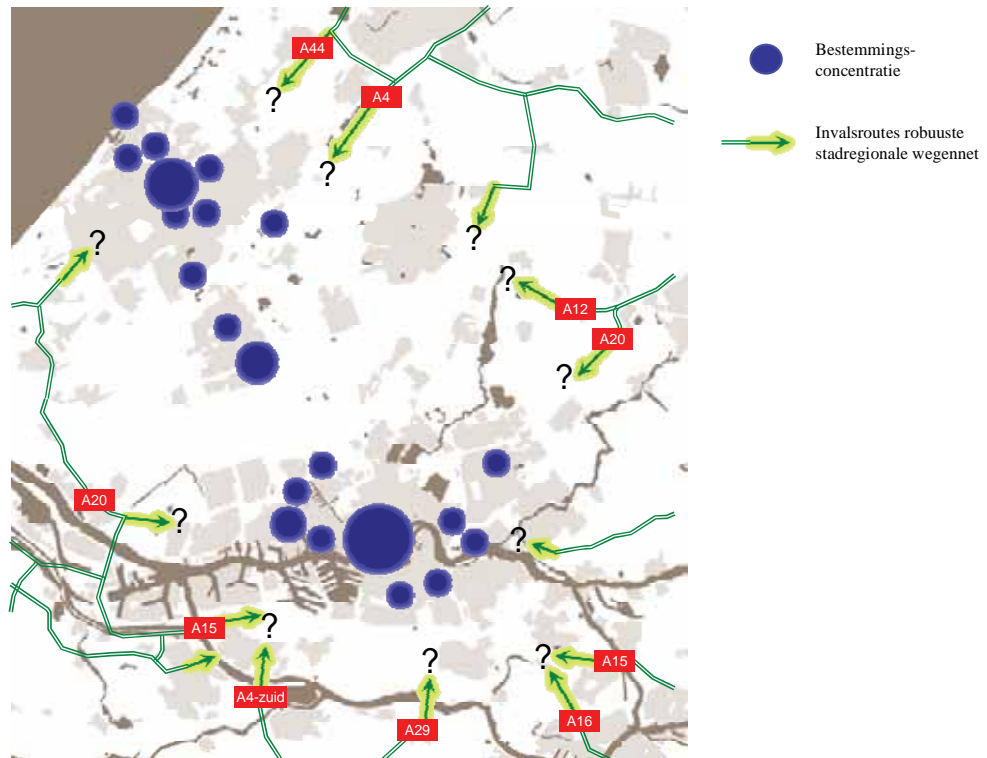 A44
?
A4
?
?
?
?
A12
A20
?
A20
?
?
A15
?
A4-zuid
?
A29
?
A15
A16
Bestemmings-
concentratie
Invalsroutes robuuste
stadregionale wegennet